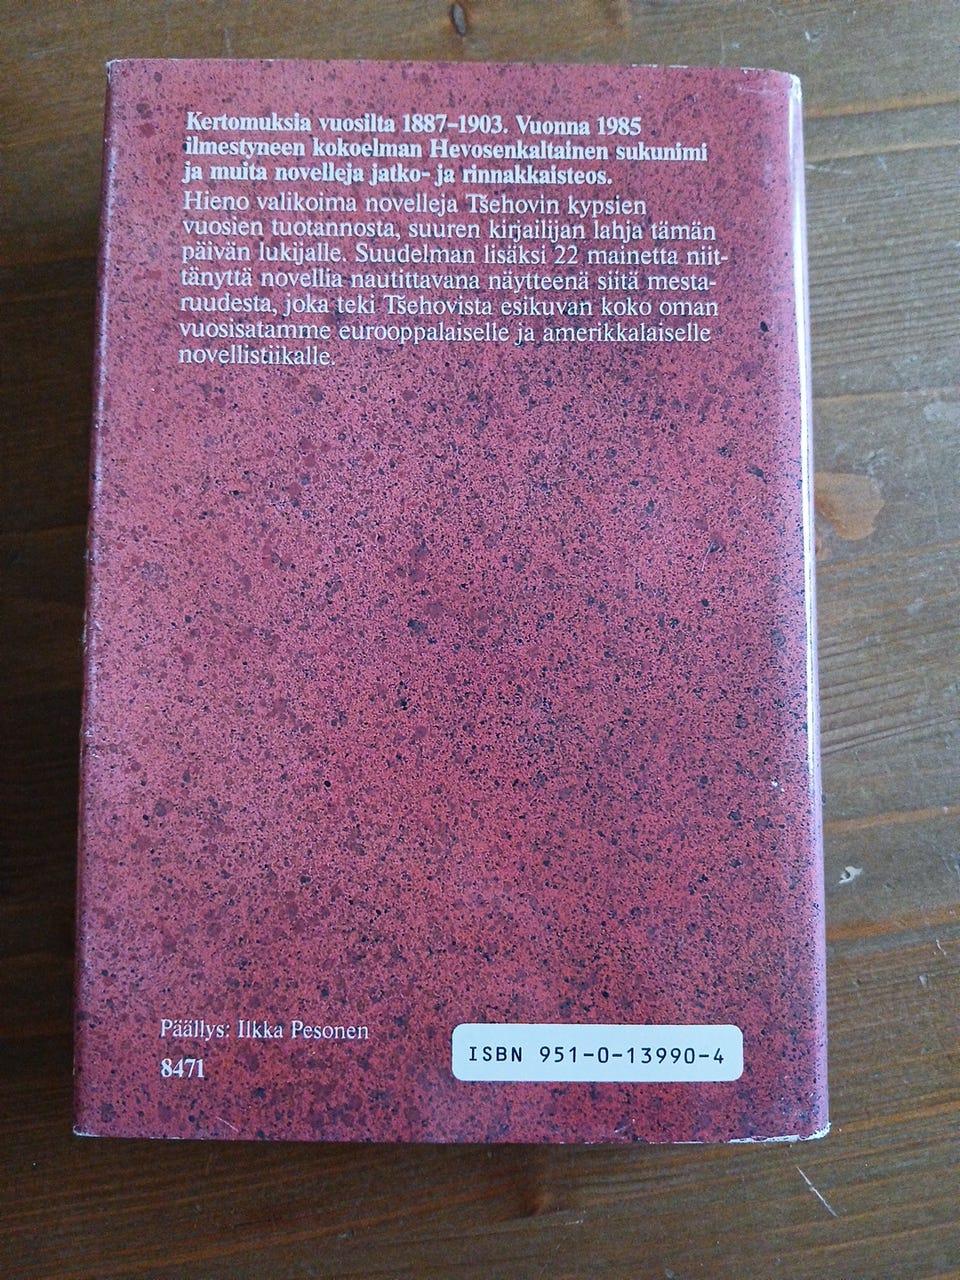 Kertomuksia vuosilta 1887–1903. Vuonna 1985
ilmestyneen kokoelman Hevosenkaltainen sukunimi
ja muita novelleja jatko- ja rinnakkaisteos.
Hieno valikoima novelleja Tšehovin kypsien
vuosien tuotannosta, suuren kirjailijan lahja tämän
päivän lukijalle. Suudelman lisäksi 22 mainetta niit-
tänyttä novellia nautittavana näytteenä siitä mesta-
ruudesta, joka teki Tšehovista esikuvan koko oman
vuosisatamme eurooppalaiselle ja amerikkalaiselle
novellistiikalle.
Päällys: Ilkka Pesonen
8471
ISBN 951-0-13990-4